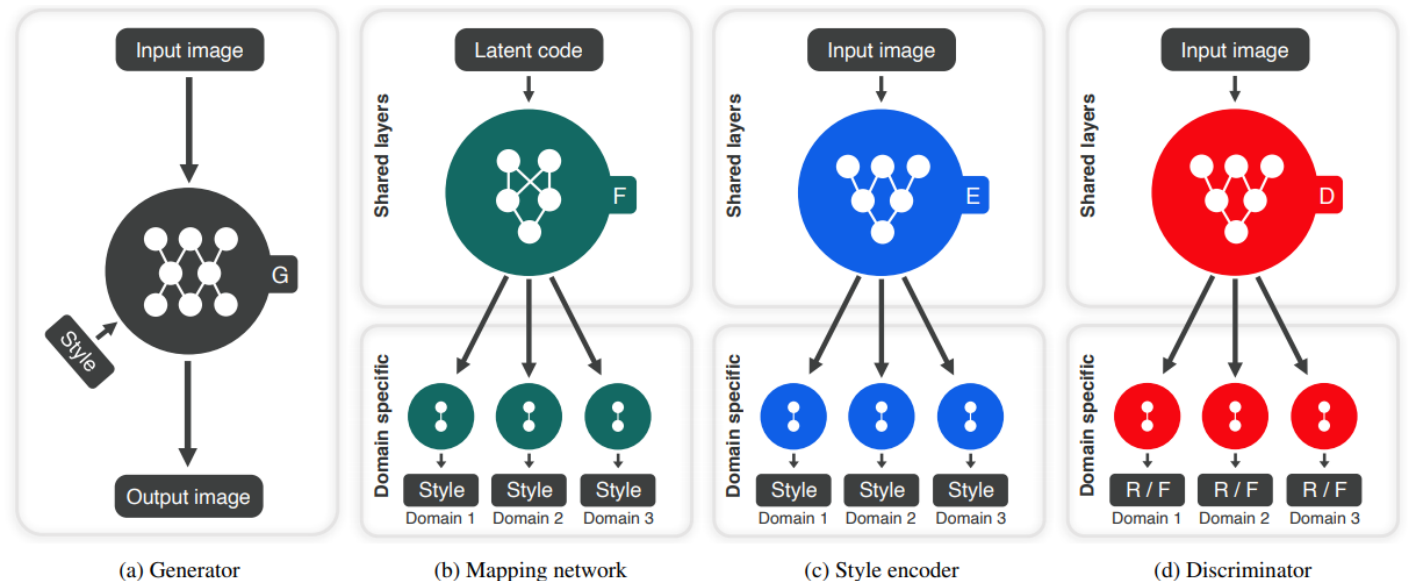 Input image
G
Style
Output image
(a) Generator
Shared layers
Latent code
F
Domain specific
Style Style Style
Domain 1 Domain 2 Domain 3
(b) Mapping network
Shared layers
Input image
E
Domain specific
Style Style Style
Domain 1 Domain 2 Domain 3
(c) Style encoder
Shared layers
Input image
D
Domain specific
R / F R / F R / F
Domain 1 Domain 2 Domain 3
(d) Discriminator